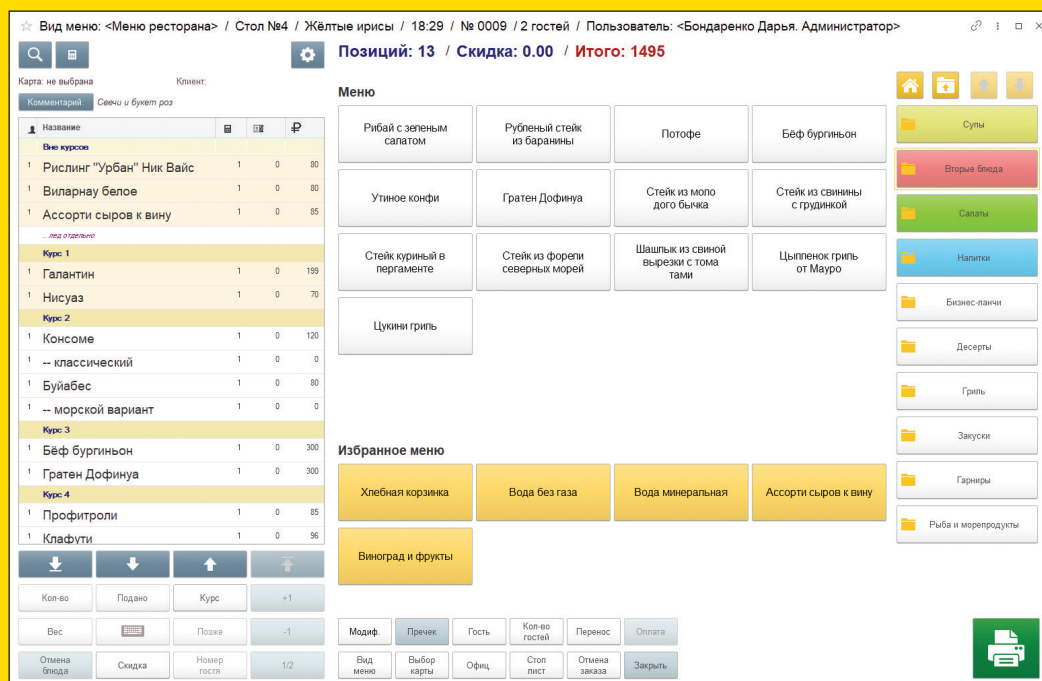 Вид меню: <Меню ресторана> / Стол №4 / Жёлтые ирисы / 18:29 / № 0009 / 2 гостей / Пользователь: <Бондаренко Дарья. Администратор>
Позиций: 13 / Скидка: 0.00 / Итого: 1495
Карта: не выбрана Клиент:
Комментарий Свечи и букет роз
Название ₽
Вне курсов
1 Рислинг "Урбан" Ник Вайс 1 0 80
1 Виларнау белое 1 0 80
1 Ассорти сыров к вину 1 0 85
.. лед отдельно
Курс 1
1 Галантин 1 0 199
1 Нисуаз 1 0 70
Курс 2
1 Консоме 1 0 120
1 -- классический 1 0 0
1 Буйабес 1 0 80
1 -- морской вариант 1 0 0
Курс 3
1 Бёф бургиньон 1 0 300
1 Гратен Дофинуа 1 0 300
Курс 4
1 Профитроли 1 0 85
1 Клафути 1 0 96
Кол-во Подано Курс +1
Вес Позже -1
Отмена блюда Скидка Номер гостя 1/2
Меню
Рибай с зеленым
салатом
Рубленый стейк
из баранины
Потофе
Бёф бургиньон
Утиное конфи
Гратен Дофинуа
Стейк из моло
дого бычка
Стейк из свинины
с грудинкой
Стейк куриный в
пергаменте
Стейк из форели
северных морей
Шашлык из свиной
вырезки с тома
тами
Цыпленок гриль
от Мауро
Цукини гриль
Избранное меню
Хлебная корзинка
Вода без газа
Вода минеральная
Ассорти сыров к вину
Виноград и фрукты
Модиф. Пречек Гость Кол-во гостей Перенос Оплата
Вид меню Выбор карты Офиц. Стоп лист Отмена заказа Закрыть
Супы
Вторые блюда
Салаты
Напитки
Бизнес-ланчи
Десерты
Гриль
Закуски
Гарниры
Рыба и морепродукты